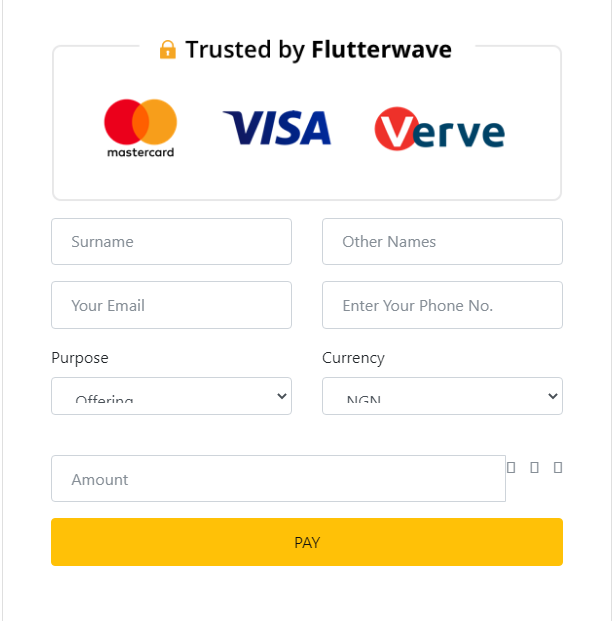 Trusted by Flutterwave
mastercard VISA Verve
Surname Other Names
Your Email Enter Your Phone No.
Purpose Currency
Offering NGN
Amount
PAY